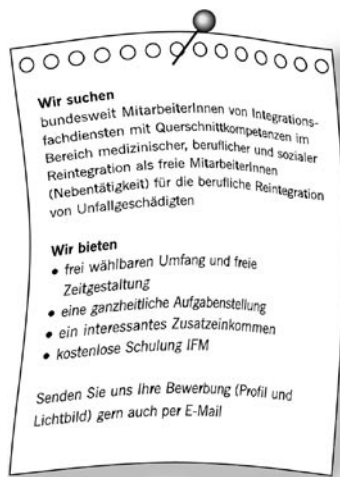 Wir suchen
bundesweit MitarbeiterInnen von Integrations-
fachdiensten mit Querschnittkompetenzen im
Bereich medizinischer, beruflicher und sozialer
Reintegration als freie MitarbeiterInnen
(Nebentätigkeit) für die berufliche Reintegration
von Unfallgeschädigten
Wir bieten
• frei wählbaren Umfang und freie
Zeitgestaltung
• eine ganzheitliche Aufgabenstellung
• ein interessantes Zusatzeinkommen
• kostenlose Schulung IFM
Senden Sie uns Ihre Bewerbung (Profil und
Lichtbild) gern auch per E-Mail